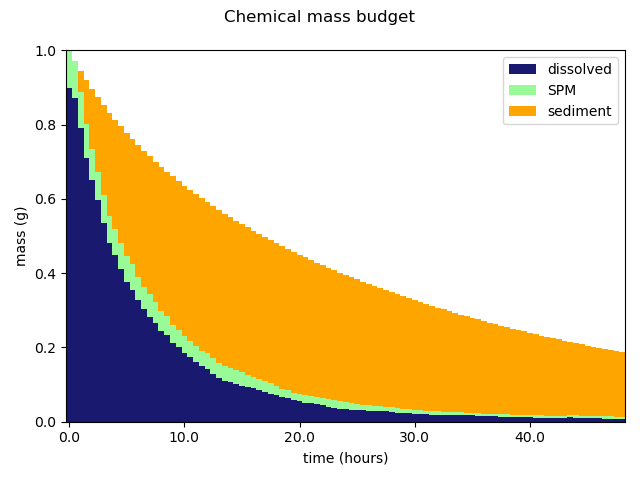 Chemical mass budget
dissolved
SPM
sediment
mass (g)
1.0
0.8
0.6
0.4
0.2
0.0
0.0 10.0 20.0 30.0 40.0
time (hours)